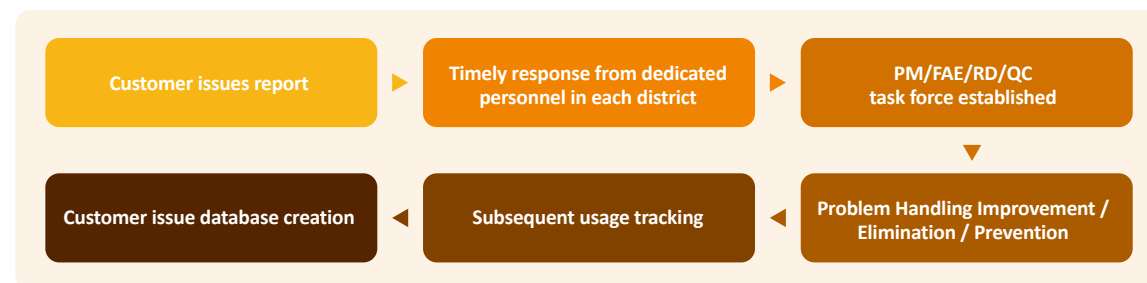 Customer issues report
Timely response from dedicated
personnel in each district
PM/FAE/RD/QC
task force established
Problem Handling Improvement /
Elimination / Prevention
Subsequent usage tracking
Customer issue database creation